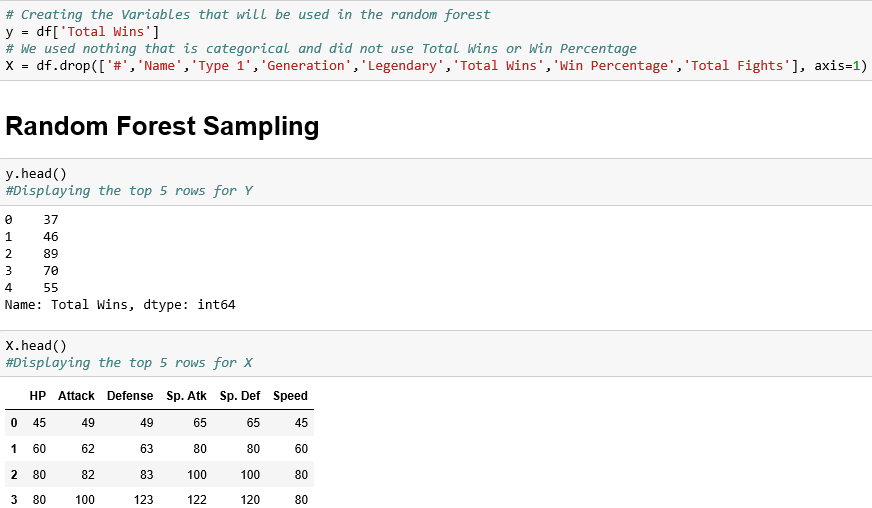 # Creating the Variables that will be used in the random forest
y = df['Total Wins']
# We used nothing that is categorical and did not use Total Wins or Win Percentage
X = df.drop(['#','Name','Type 1','Generation','Legendary','Total Wins','Win Percentage','Total Fights'], axis=1)
Random Forest Sampling
y.head()
#Displaying the top 5 rows for Y
0 37
1 46
2 89
3 70
4 55
Name: Total Wins, dtype: int64
X.head()
#Displaying the top 5 rows for X
HP Attack Defense Sp. Atk Sp. Def Speed
0 45 49 49 65 65 45
1 60 62 63 80 80 60
2 80 82 83 100 100 80
3 80 100 123 122 120 80